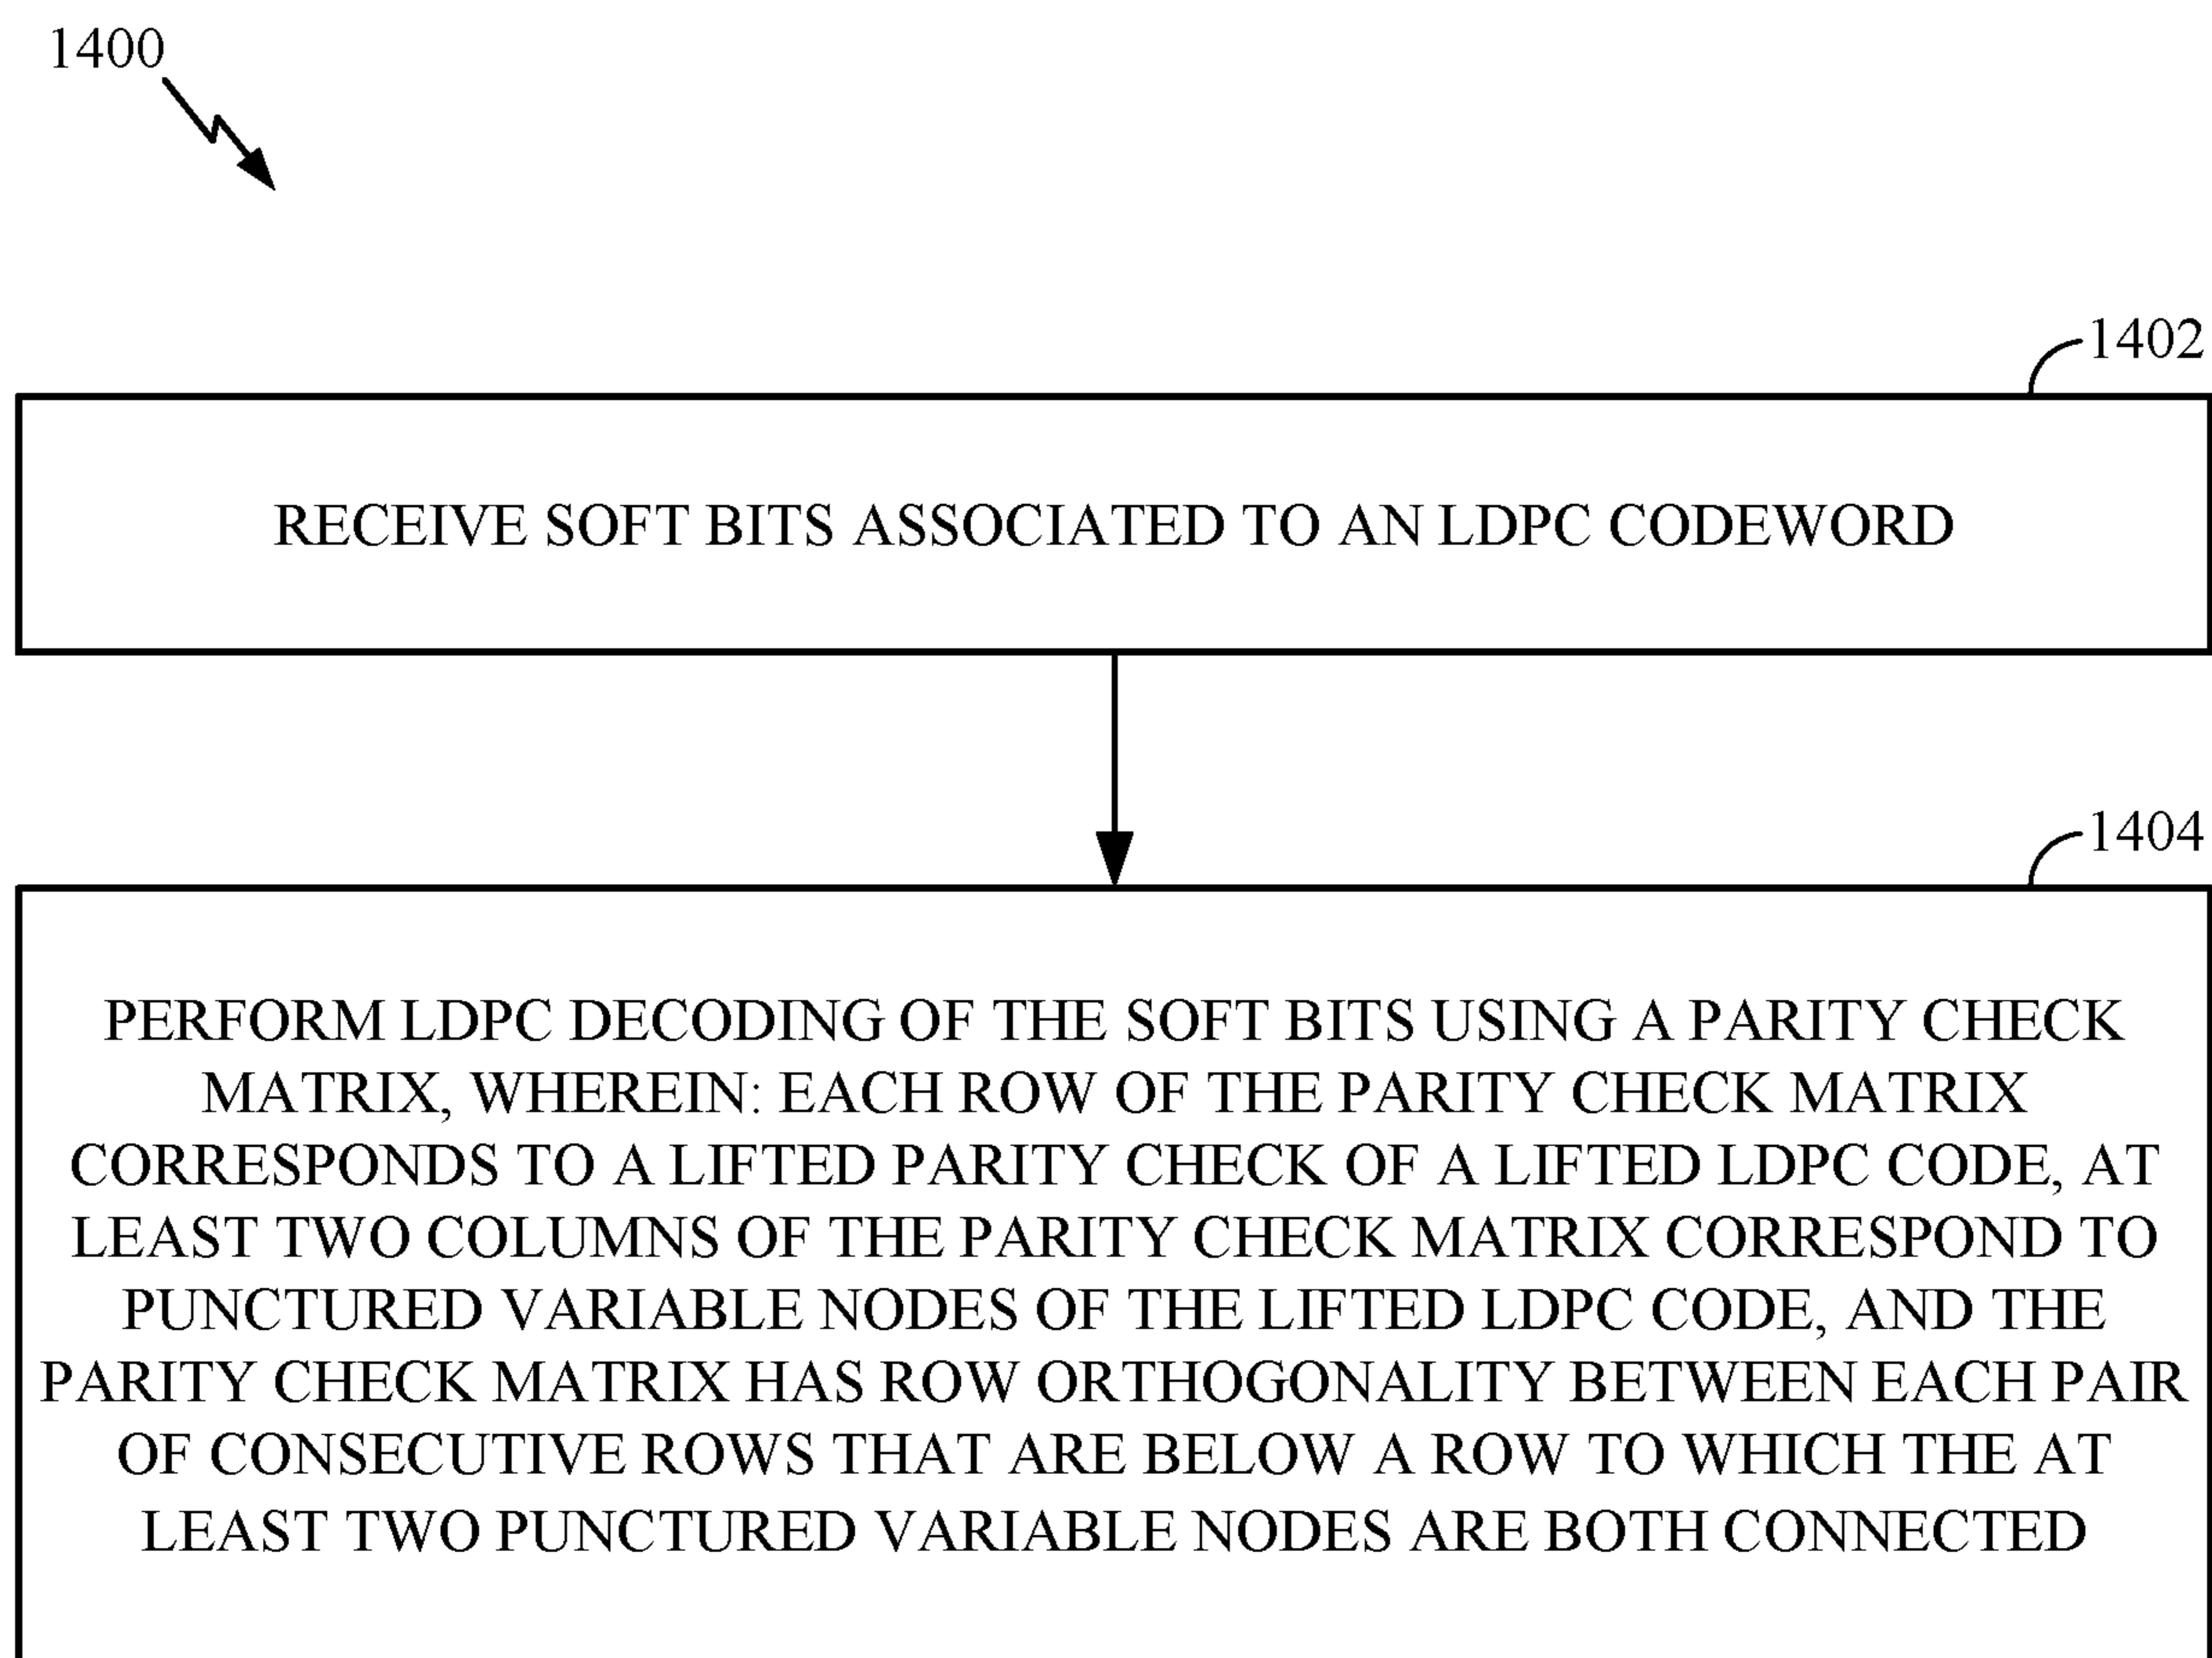 1400
1402
RECEIVE SOFT BITS ASSOCIATED TO AN LDPC CODEWORD
1404
PERFORM LDPC DECODING OF THE SOFT BITS USING A PARITY CHECK
MATRIX, WHEREIN: EACH ROW OF THE PARITY CHECK MATRIX
CORRESPONDS TO A LIFTED PARITY CHECK OF A LIFTED LDPC CODE, AT
LEAST TWO COLUMNS OF THE PARITY CHECK MATRIX CORRESPOND TO
PUNCTURED VARIABLE NODES OF THE LIFTED LDPC CODE, AND THE
PARITY CHECK MATRIX HAS ROW ORTHOGONALITY BETWEEN EACH PAIR
OF CONSECUTIVE ROWS THAT ARE BELOW A ROW TO WHICH THE AT
LEAST TWO PUNCTURED VARIABLE NODES ARE BOTH CONNECTED